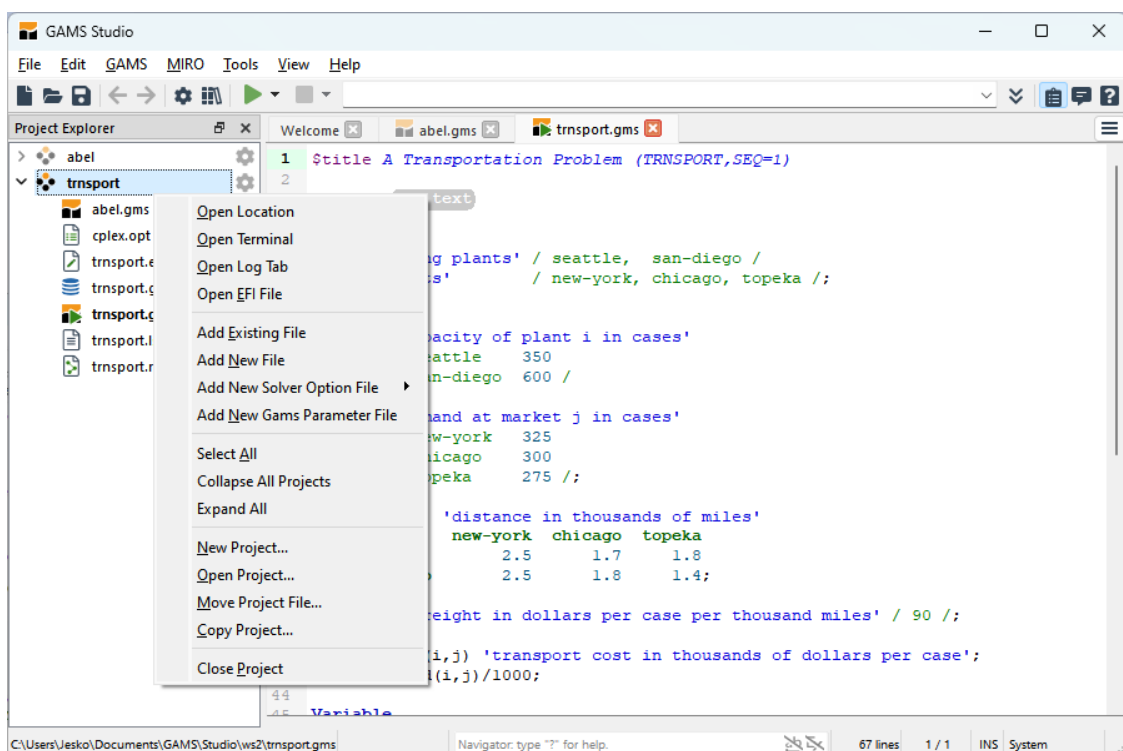 GAMS Studio
File Edit GAMS MIRO Tools View Help
Project Explorer
Welcome abel.gms trnsport.gms
abel
trnsport
abel.gms
cplex.opt
trnsport.e
trnsport.g
trnsport.g
trnsport.l
trnsport.r
Open Location
Open Terminal
Open Log Tab
Open EFI File
Add Existing File
Add New File
Add New Solver Option File
Add New Gams Parameter File
Select All
Collapse All Projects
Expand All
New Project...
Open Project...
Move Project File...
Copy Project...
Close Project
1 $title A Transportation Problem (TRNSPORT,SEQ=1)
2
text
g plants' / seattle, san-diego /
s' / new-york, chicago, topeka /;
acity of plant i in cases'
eattle 350
n-diego 600 /
and at market j in cases'
ew-york 325
icago 300
peka 275 /;
'distance in thousands of miles'
new-york chicago topeka
2.5 1.7 1.8
2.5 1.8 1.4;
reight in dollars per case per thousand miles' / 90 /;
(i,j) 'transport cost in thousands of dollars per case';
(i,j)/1000;
44
45 Variable
C:\Users\Jesko\Documents\GAMS\Studio\ws2\trnsport.gms Navigator: type "?" for help. 67 lines 1 / 1 INS System